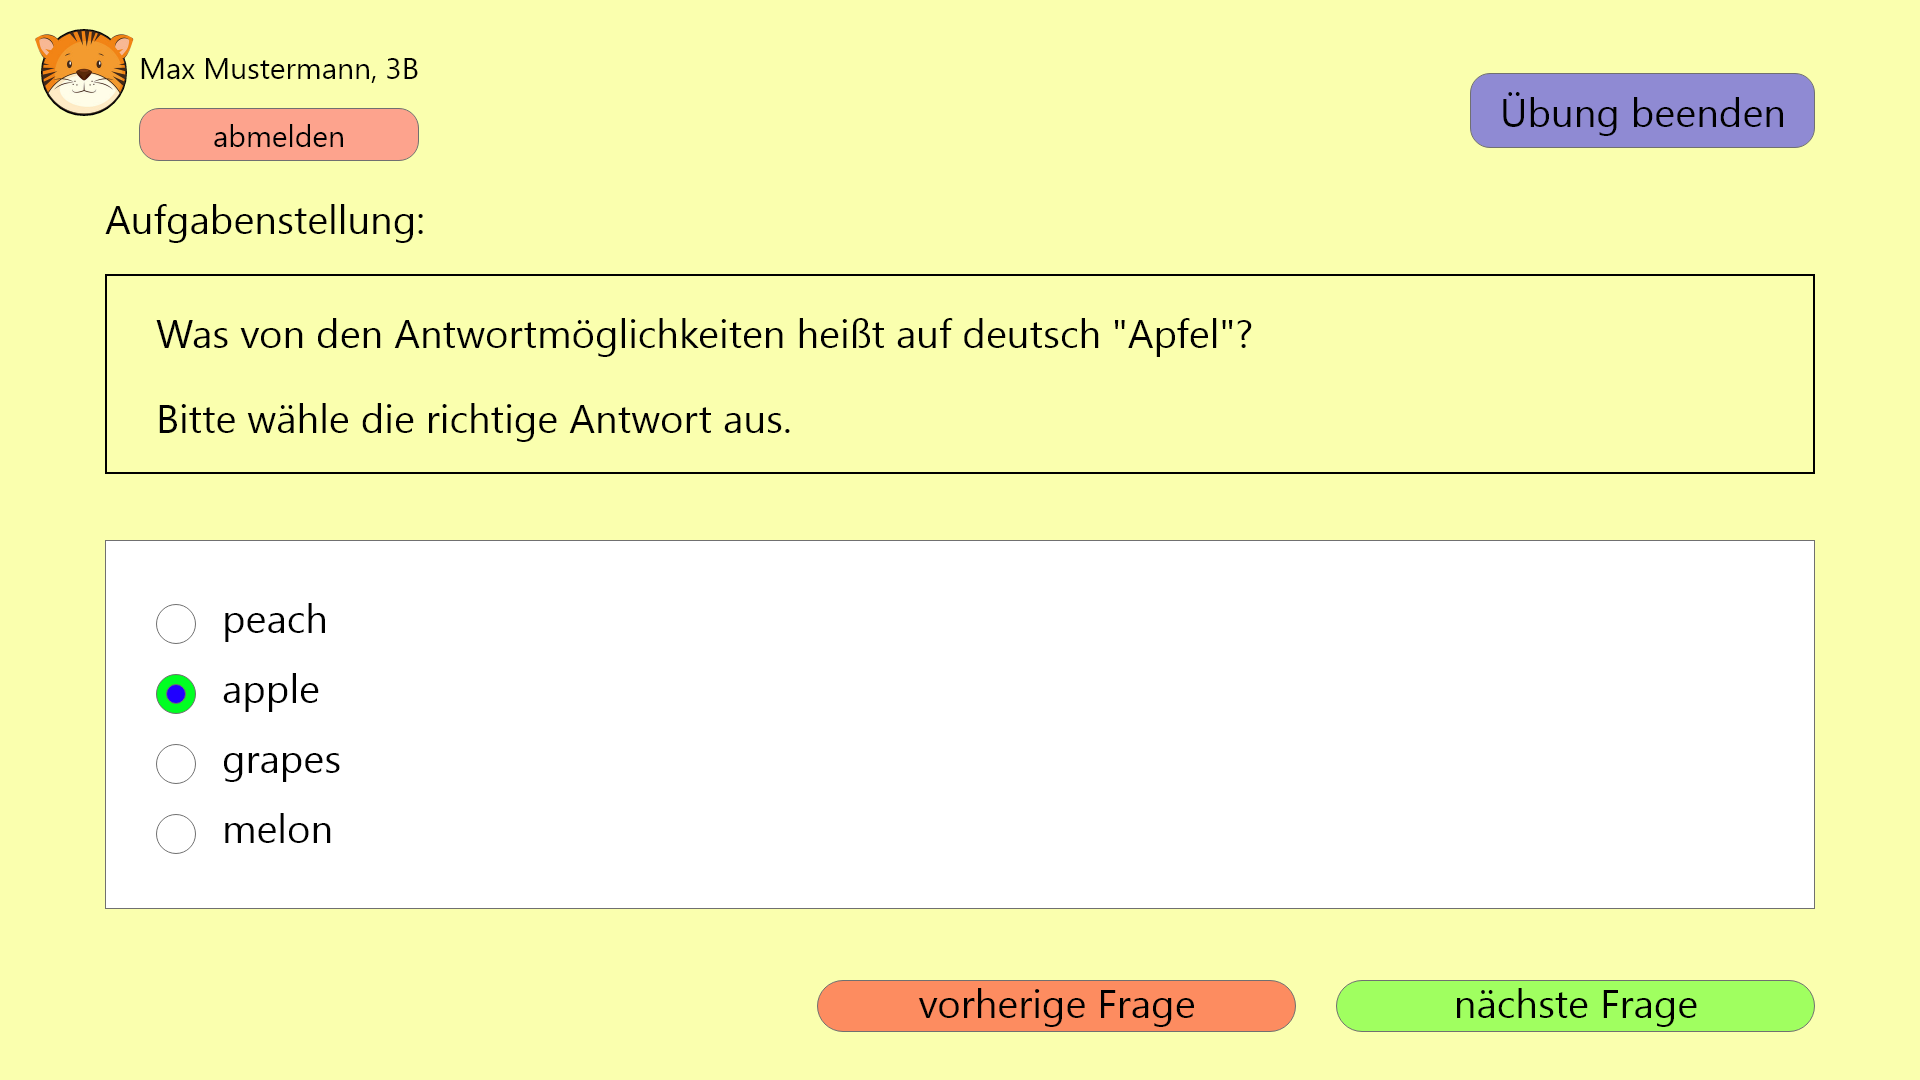 Max Mustermann, 3B
abmelden
Übung beenden
Aufgabenstellung:
Was von den Antwortmöglichkeiten heißt auf deutsch "Apfel"?
Bitte wähle die richtige Antwort aus.
peach
apple
grapes
melon
vorherige Frage
nächste Frage